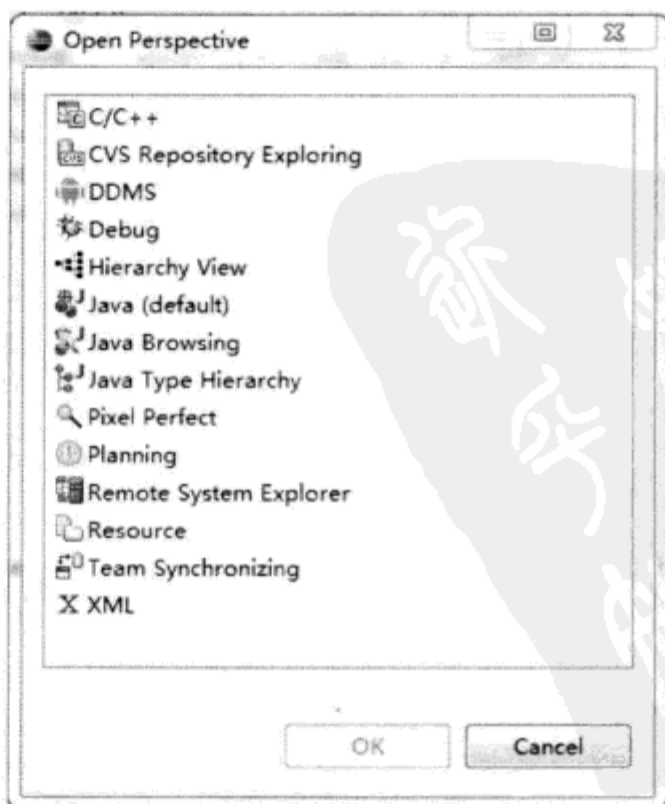 Open Perspective
C/C++
CVS Repository Exploring
DDMS
Debug
Hierarchy View
Java (default)
Java Browsing
Java Type Hierarchy
Pixel Perfect
Planning
Remote System Explorer
Resource
Team Synchronizing
X XML
OK
Cancel